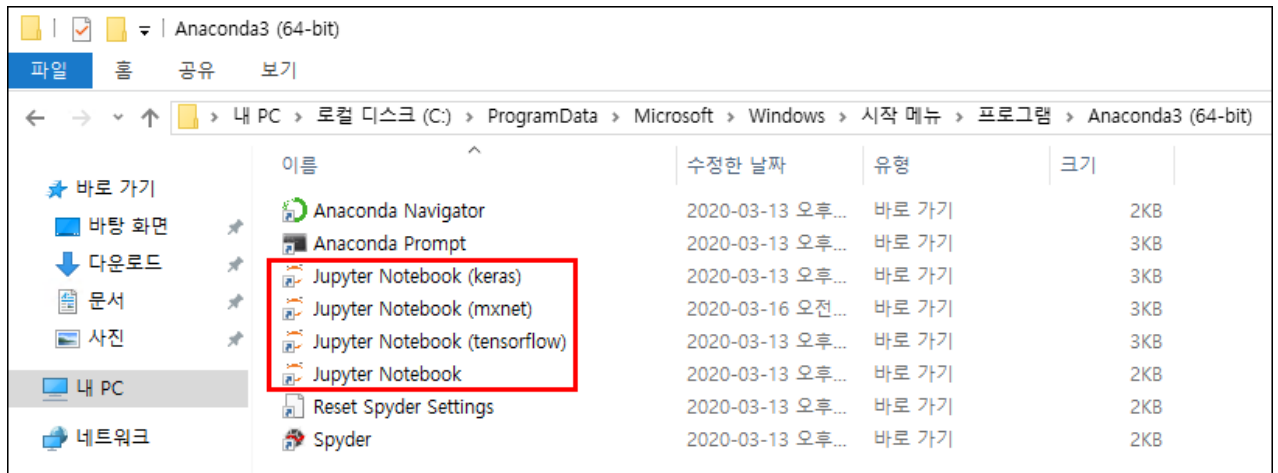 Anaconda3 (64-bit)
파일 홈 공유 보기
내 PC › 로컬 디스크 (C:) › ProgramData › Microsoft › Windows › 시작 메뉴 › 프로그램 › Anaconda3 (64-bit)
바로 가기
바탕 화면
다운로드
문서
사진
내 PC
네트워크
이름 수정한 날짜 유형 크기
Anaconda Navigator 2020-03-13 오후... 바로 가기 2KB
Anaconda Prompt 2020-03-13 오후... 바로 가기 3KB
Jupyter Notebook (keras) 2020-03-13 오후... 바로 가기 3KB
Jupyter Notebook (mxnet) 2020-03-16 오전... 바로 가기 3KB
Jupyter Notebook (tensorflow) 2020-03-13 오후... 바로 가기 3KB
Jupyter Notebook 2020-03-13 오후... 바로 가기 2KB
Reset Spyder Settings 2020-03-13 오후... 바로 가기 2KB
Spyder 2020-03-13 오후... 바로 가기 2KB